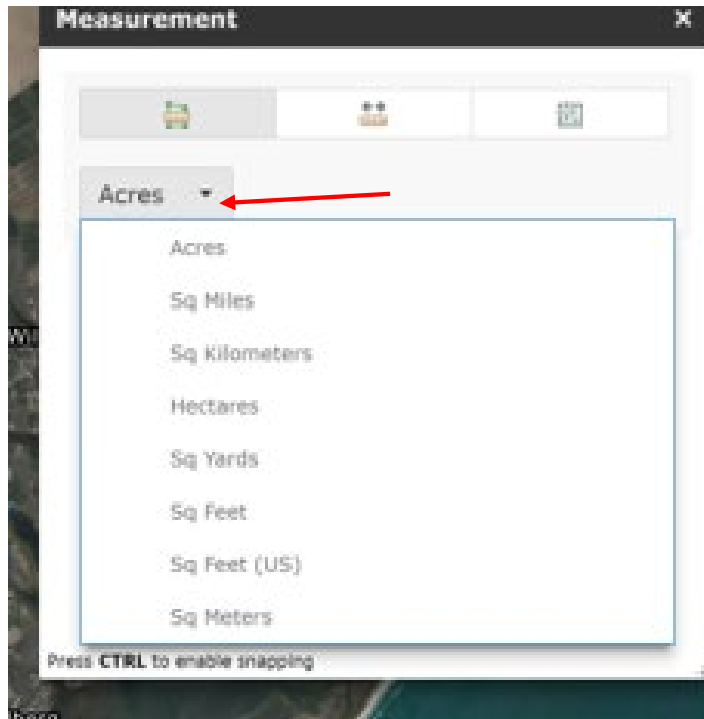 Measurement X
Acres
Acres
Sq Miles
Sq Kilometers
Hectares
Sq Yards
Sq Feet
Sq Feet (US)
Sq Meters
Press CTRL to enable snapping
berg